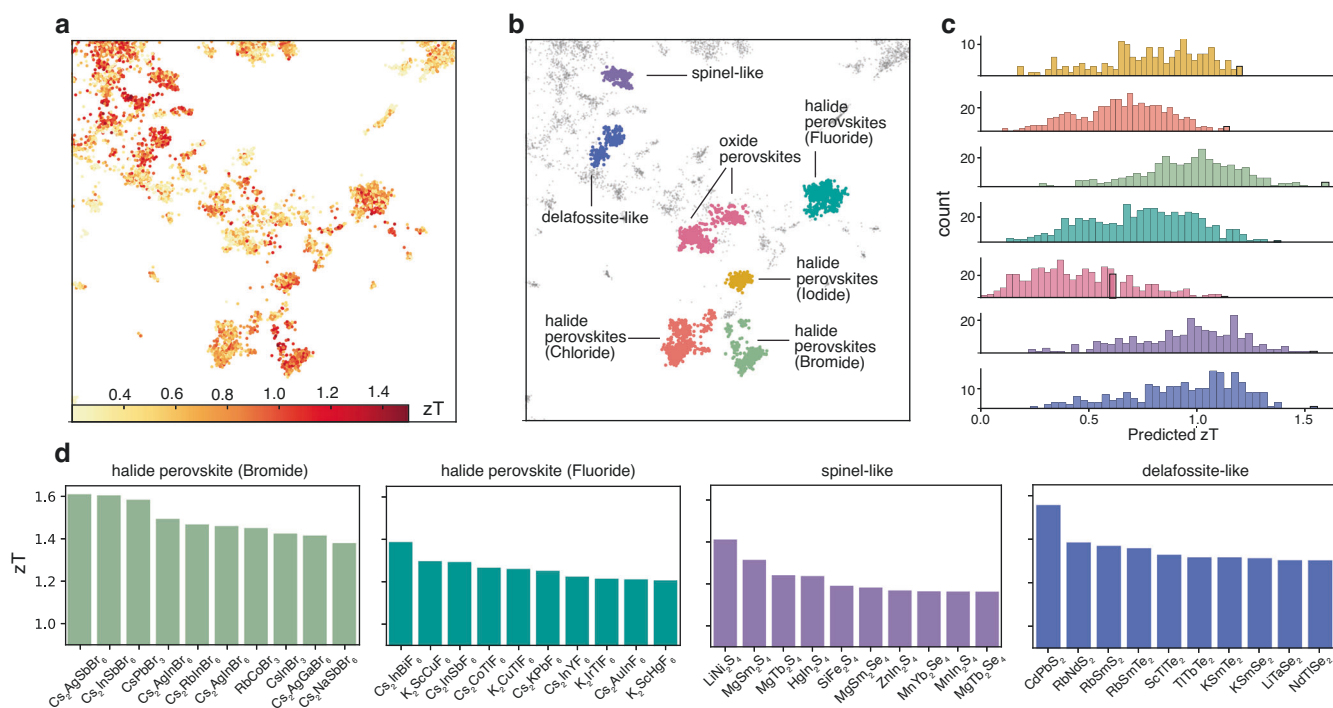 a
0.4 0.6 0.8 1.0 1.2 1.4
zT
b
spinel-like
halide
perovskites
(Fluoride)
oxide
perovskites
delafossite-like
halide
perovskites
(Iodide)
halide
perovskites
(Chloride)
halide
perovskites
(Bromide)
c
10
20
20
20
20
20
10
count
0.0 0.5 1.0 1.5
Predicted zT
d
halide perovskite (Bromide)
1.6
1.4
1.2
1.0
zT
Cs₂AgSbBr₆
Cs₂InSbBr₆
CsPbBr₃
Cs₂AgInBr₆
Cs₂RbInBr₆
Cs₂AgInBr₆
RbCoBr₃
CsInBr₃
Cs₂AgGaBr₆
Cs₂NaSbBr₆
halide perovskite (Fluoride)
Cs₂InBiF₆
K₂ScCuF₆
Cs₂InSbF₆
Cs₂CoTlF₆
K₂CuTlF₆
Cs₂KPbF₆
Cs₂InYF₆
K₂IrTlF₆
Cs₂AuInF₆
K₂ScHgF₆
spinel-like
LiNi₂S₄
MgSm₂S₄
MgTb₂S₄
HgIn₂S₄
SiFe₂S₄
MgSm₂Se₄
ZnIn₂S₄
MnYb₂Se₄
MnIn₂S₄
MgTb₂Se₄
delafossite-like
CdPbS₂
RbNdS₂
RbSmS₂
RbSmTe₂
ScTlTe₂
TlTbTe₂
KSmTe₂
KSmSe₂
LiTaSe₂
NdTlSe₂